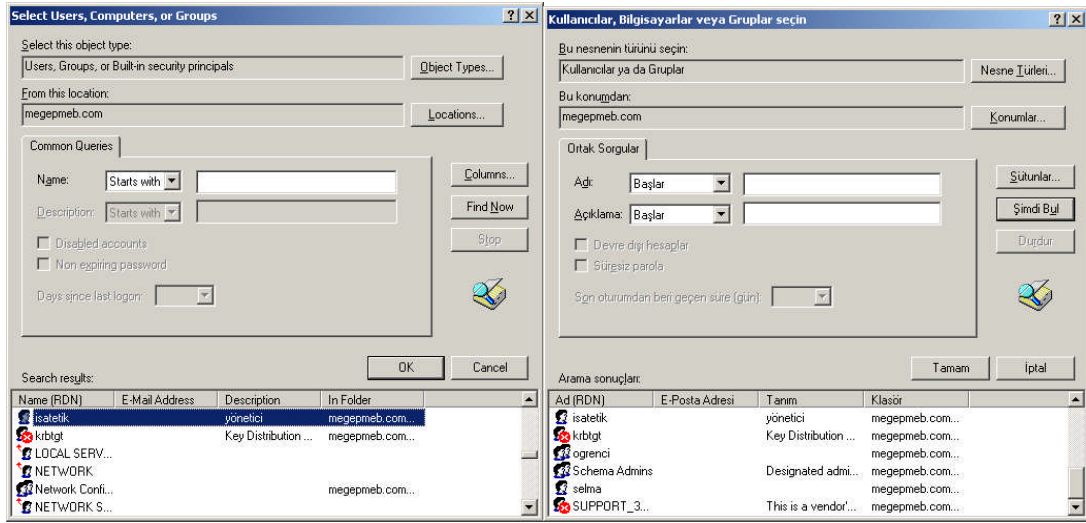 Select Users, Computers, or Groups
Select this object type:
Users, Groups, or Built-in security principals
Object Types...
From this location:
megepmeb.com
Locations...
Common Queries
Name:
Starts with
Columns...
Description:
Starts with
Find Now
Disabled accounts
Stop
Non expiring password
Days since last logon:
OK
Cancel
Search results:
Name (RDN) E-Mail Address Description In Folder
isatetik yönetici megepmeb.com...
krbtgt Key Distribution ... megepmeb.com...
LOCAL SERV...
NETWORK
Network Confi... megepmeb.com...
NETWORK S...
Kullanıcılar, Bilgisayarlar veya Gruplar seçin
Bu nesnenin türünü seçin:
Kullanıcılar ya da Gruplar
Nesne Türleri...
Bu konumdan:
megepmeb.com
Konumlar...
Ortak Sorgular
Adı:
Başlar
Sütunlar...
Açıklama:
Başlar
Şimdi Bul
Devre dışı hesaplar
Durdur
Süresiz parola
Son oturumdan beri geçen süre (gün):
Tamam
İptal
Arama sonuçları:
Ad (RDN) E-Posta Adresi Tanım Klasör
isatetik yönetici megepmeb.com...
krbtgt Key Distribution ... megepmeb.com...
ogrenci megepmeb.com...
Schema Admins Designated admi... megepmeb.com...
selma megepmeb.com...
SUPPORT_3... This is a vendor'... megepmeb.com...